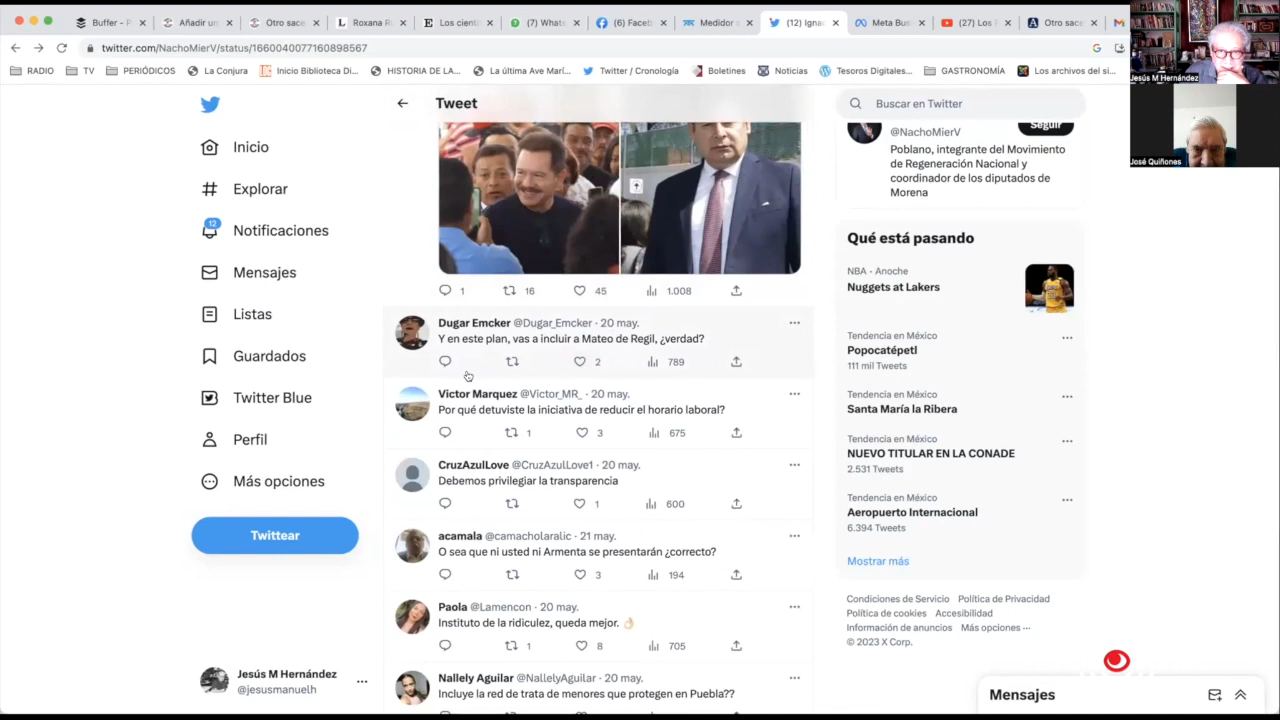 Buffer - P
Añadir un
Otro sace
Roxana R
Los cient
(7) Whats
(6) Faceb
Medidor
(12) Igna
Meta Bus
(27) Los
Otro sace
twitter.com/NachoMierV/status/1660040077160898567
RADIO
TV
PERIÓDICOS
La Conjura
Inicio Biblioteca Di...
HISTORIA DE LA...
La última Ave Marí...
Twitter / Cronología
Boletines
Noticias
Tesoros Digitales...
GASTRONOMÍA
Los archivos del si...
Jesús M Hernández
José Quiñones
Inicio
Explorar
12
Notificaciones
Mensajes
Listas
Guardados
Twitter Blue
Perfil
Más opciones
Twittear
Jesús M Hernández
@jesusmanuelh
Tweet
1 16 45 1.008
Dugar Emcker @Dugar_Emcker · 20 may.
Y en este plan, vas a incluir a Mateo de Regil, ¿verdad?
2 789
Victor Marquez @Victor_MR_ · 20 may.
Por qué detuviste la iniciativa de reducir el horario laboral?
1 3 675
CruzAzulLove @CruzAzulLove1 · 20 may.
Debemos privilegiar la transparencia
1 600
acamala @camacholaralic · 21 may.
O sea que ni usted ni Armenta se presentarán ¿correcto?
3 194
Paola @Lamencon · 20 may.
Instituto de la ridiculez, queda mejor. 👌🏻
1 8 705
Nallely Aguilar @NallelyAguilar · 20 may.
Incluye la red de trata de menores que protegen en Puebla??
Buscar en Twitter
@NachoMierV
Seguir
Poblano, integrante del Movimiento
de Regeneración Nacional y
coordinador de los diputados de
Morena
Qué está pasando
NBA · Anoche
Nuggets at Lakers
Tendencia en México
Popocatépetl
111 mil Tweets
Tendencia en México
Santa María la Ribera
Tendencia en México
NUEVO TITULAR EN LA CONADE
2.531 Tweets
Tendencia en México
Aeropuerto Internacional
6.394 Tweets
Mostrar más
Condiciones de Servicio Política de Privacidad
Política de cookies Accesibilidad
Información de anuncios Más opciones ···
© 2023 X Corp.
Mensajes